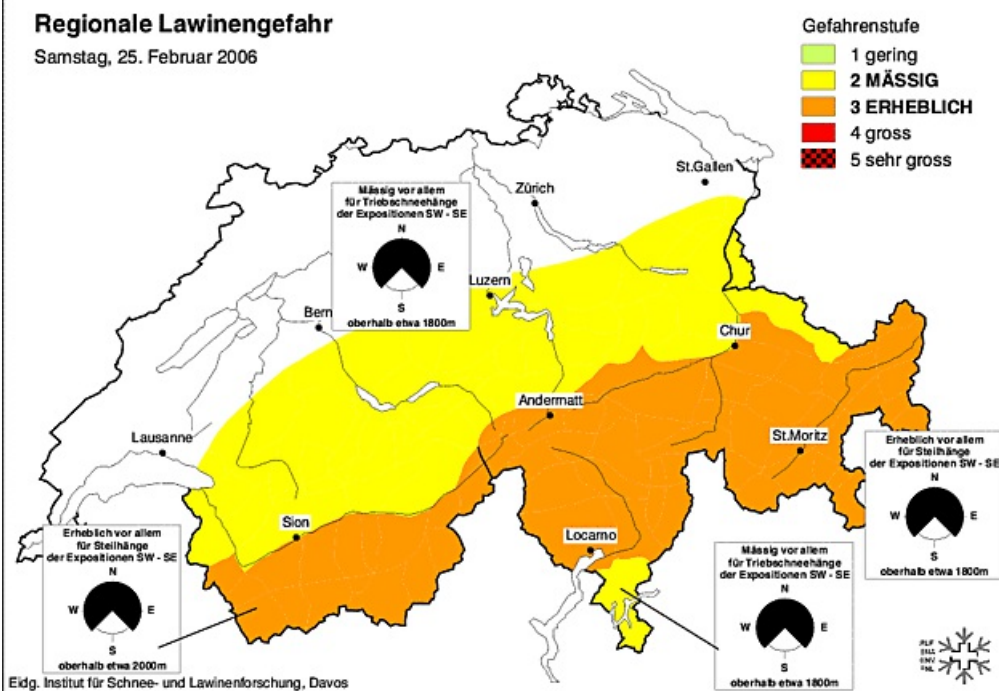 Regionale Lawinengefahr
Samstag, 25. Februar 2006
Gefahrenstufe
1 gering
2 MÄSSIG
3 ERHEBLICH
4 gross
5 sehr gross
St.Gallen
Zürich
Mässig vor allem
für Triebschneehänge
der Expositionen SW - SE
N
W
E
S
oberhalb etwa 1800m
Luzern
Bern
Chur
Andermatt
Lausanne
St.Moritz
Erheblich vor allem
für Steilhänge
der Expositionen SW - SE
N
W
E
S
oberhalb etwa 1800m
Sion
Locarno
Erheblich vor allem
für Steilhänge
der Expositionen SW - SE
N
W
E
S
oberhalb etwa 2000m
Mässig vor allem
für Triebschneehänge
der Expositionen SW - SE
N
W
E
S
oberhalb etwa 1800m
Eidg. Institut für Schnee- und Lawinenforschung, Davos